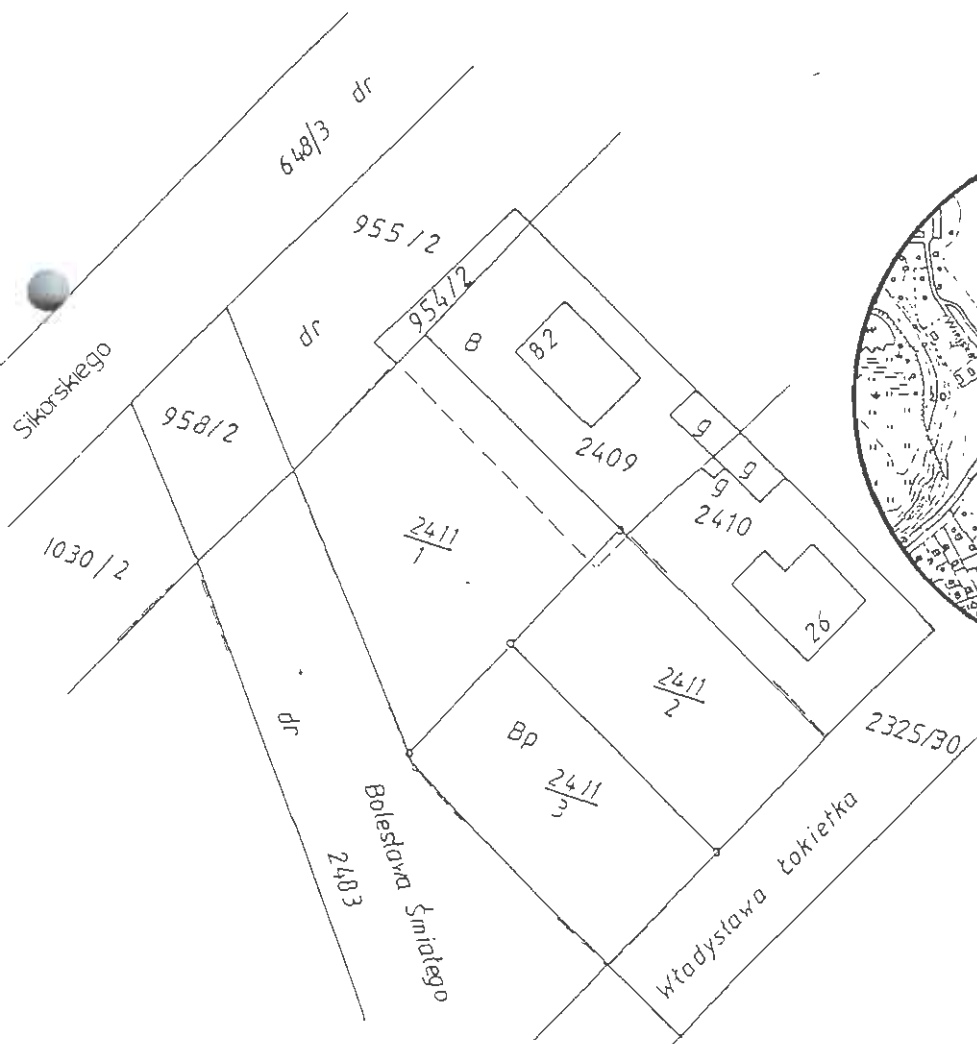 648/3 dr
955/2
954/2
dr
Sikorskiego
958/2
1030/2
B
82
2409
g
g
g
2410
26
2411
1
2411
2
Bp
2411
3
2325/30
dr
Bolesława Śmiałego
2483
Władysława Łokietka